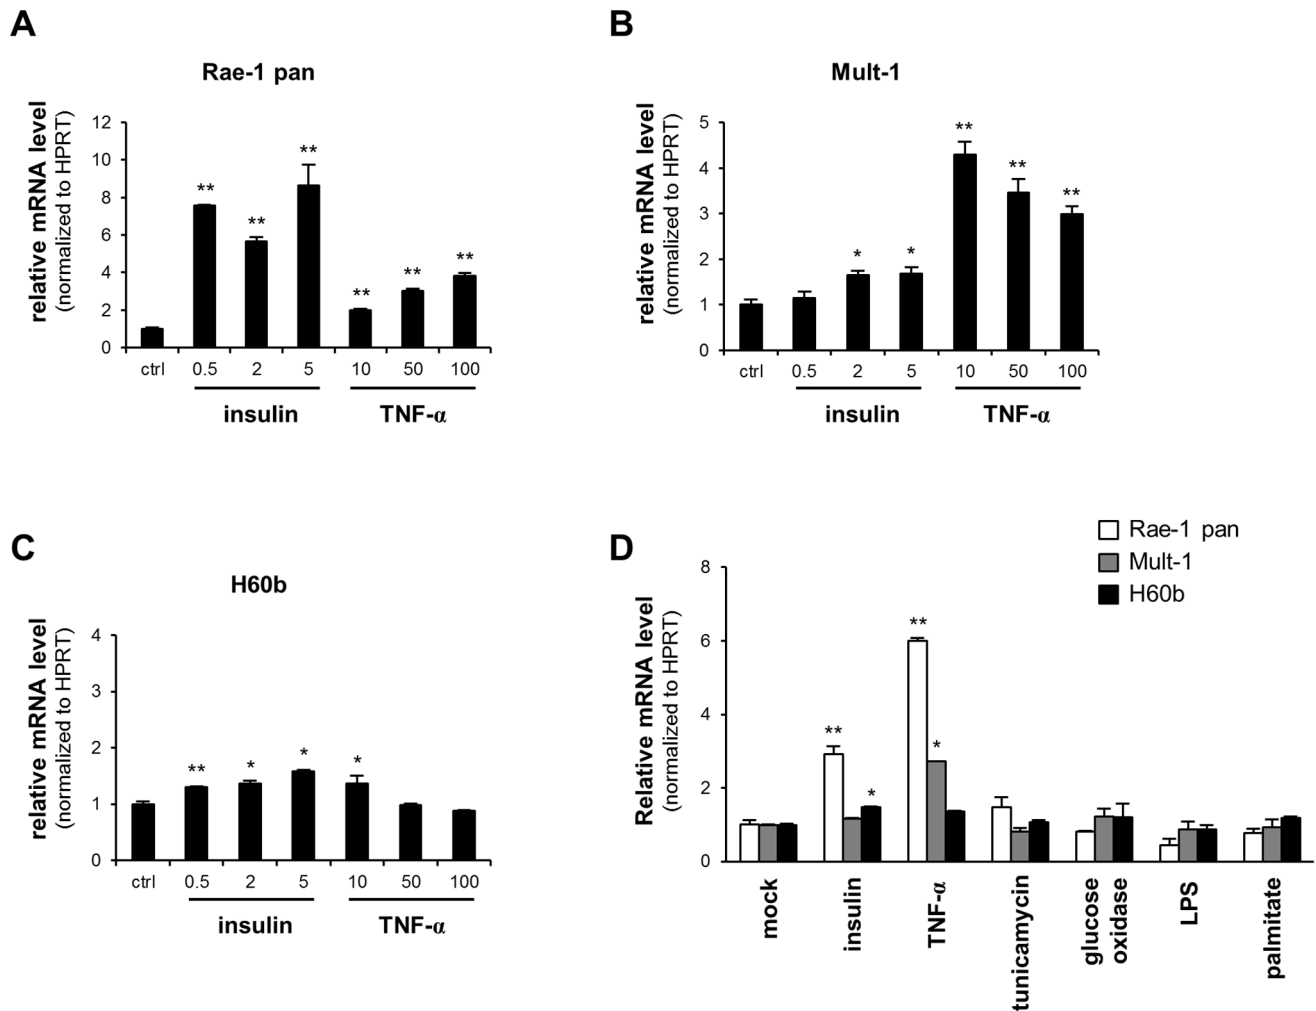 A
Rae-1 pan
relative mRNA level
(normalized to HPRT)
12
10
8
6
4
2
0
**
**
**
**
**
**
ctrl 0.5 2 5 10 50 100
insulin TNF-α
B
Mult-1
relative mRNA level
(normalized to HPRT)
5
4
3
2
1
0
*
*
**
**
**
ctrl 0.5 2 5 10 50 100
insulin TNF-α
C
H60b
relative mRNA level
(normalized to HPRT)
4
3
2
1
0
**
*
*
*
ctrl 0.5 2 5 10 50 100
insulin TNF-α
D
Rae-1 pan
Mult-1
H60b
Relative mRNA level
(normalized to HPRT)
8
6
4
2
0
**
*
**
*
mock
insulin
TNF-α
tunicamycin
glucose
oxidase
LPS
palmitate